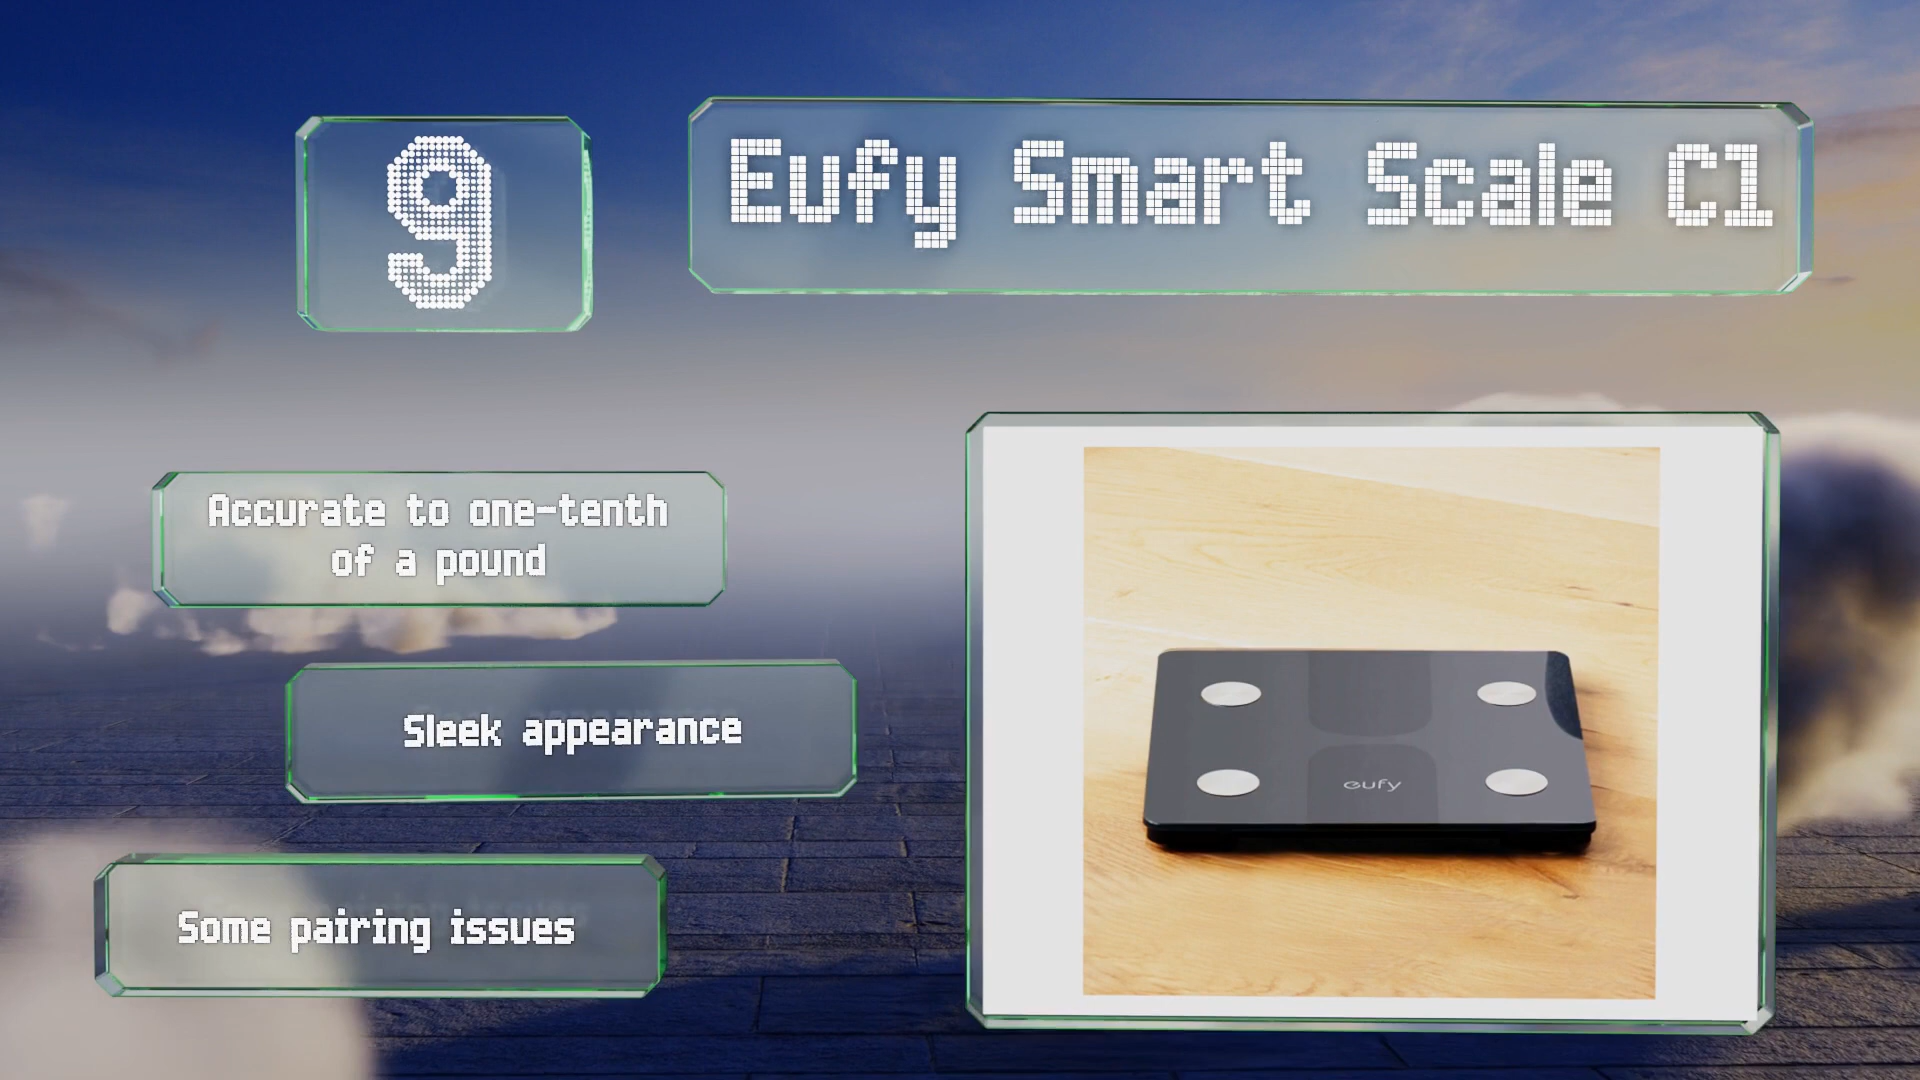 9
Eufy Smart Scale C1
Accurate to one-tenth
of a pound
Sleek appearance
Some pairing issues
eufy